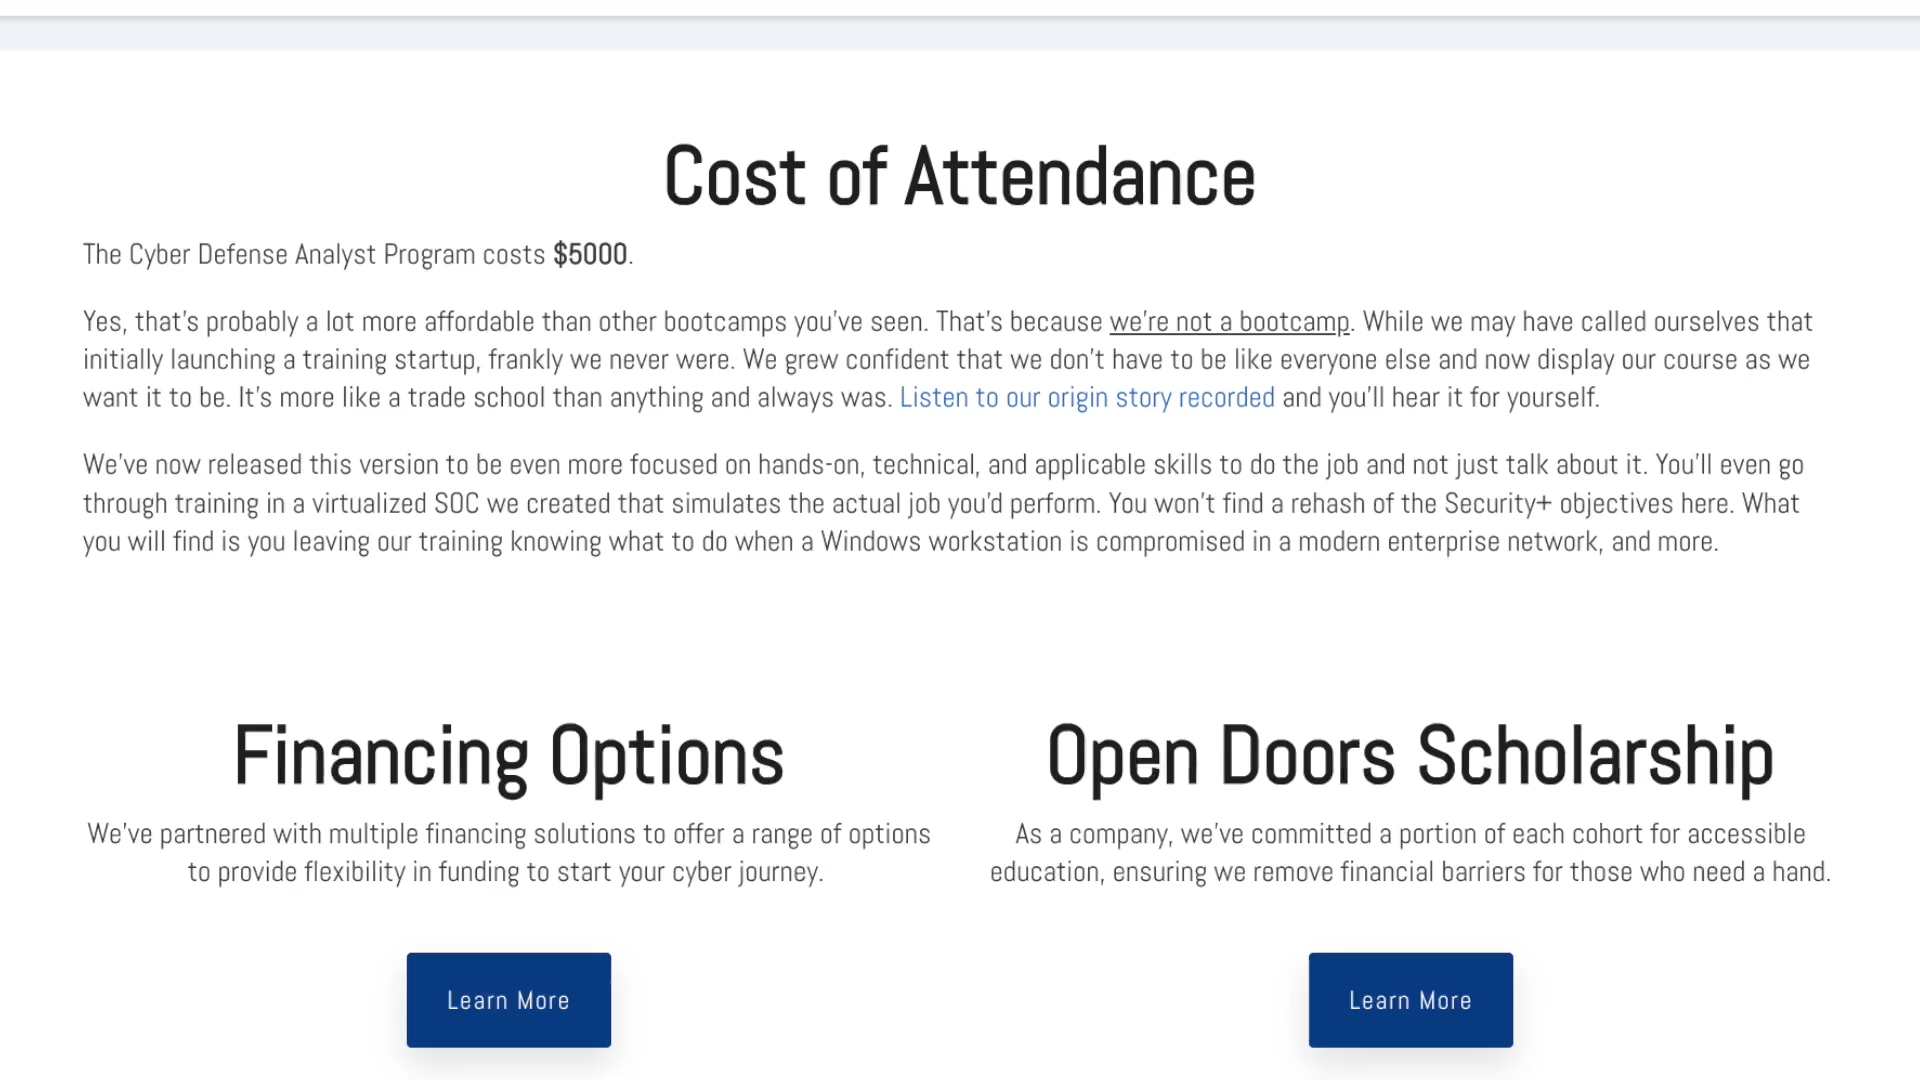 Cost of Attendance
The Cyber Defense Analyst Program costs $5000.
Yes, that's probably a lot more affordable than other bootcamps you've seen. That's because we're not a bootcamp. While we may have called ourselves that
initially launching a training startup, frankly we never were. We grew confident that we don't have to be like everyone else and now display our course as we
want it to be. It's more like a trade school than anything and always was. Listen to our origin story recorded and you'll hear it for yourself.
We've now released this version to be even more focused on hands-on, technical, and applicable skills to do the job and not just talk about it. You'll even go
through training in a virtualized SOC we created that simulates the actual job you'd perform. You won't find a rehash of the Security+ objectives here. What
you will find is you leaving our training knowing what to do when a Windows workstation is compromised in a modern enterprise network, and more.
Financing Options
We've partnered with multiple financing solutions to offer a range of options
to provide flexibility in funding to start your cyber journey.
Learn More
Open Doors Scholarship
As a company, we've committed a portion of each cohort for accessible
education, ensuring we remove financial barriers for those who need a hand.
Learn More